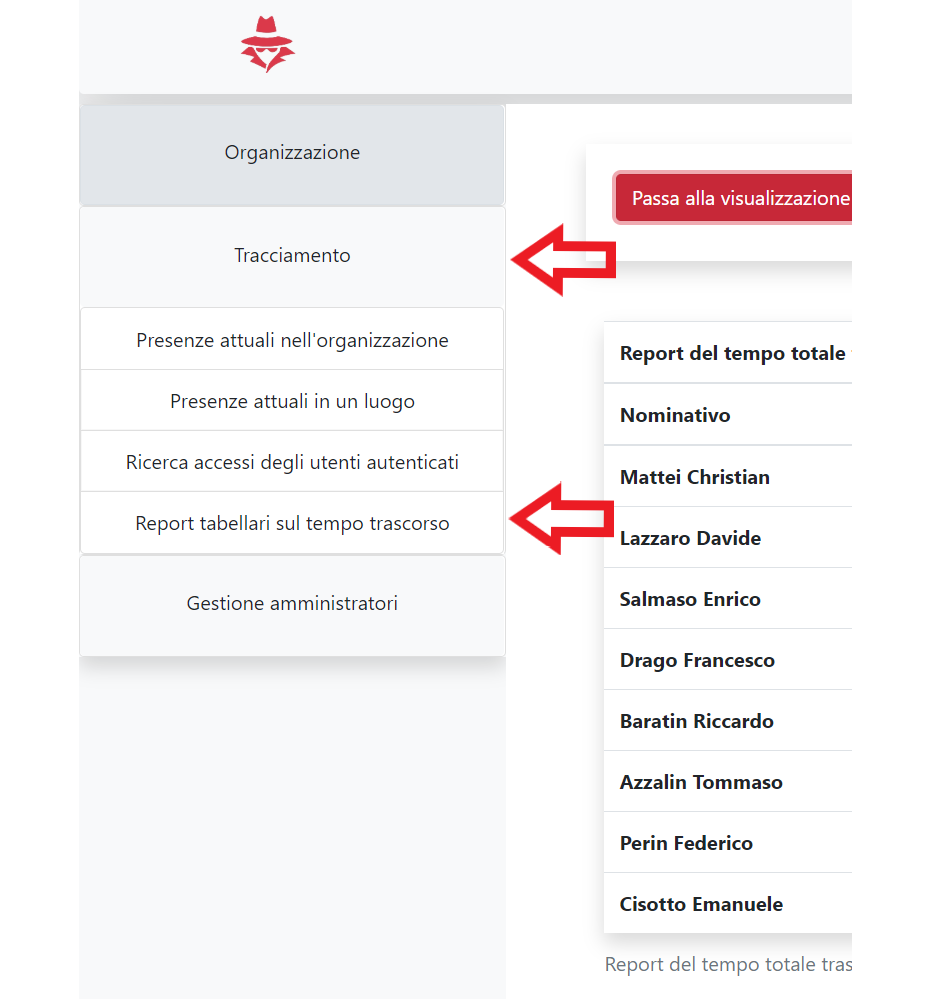 Organizzazione
Tracciamento
Presenze attuali nell'organizzazione
Presenze attuali in un luogo
Ricerca accessi degli utenti autenticati
Report tabellari sul tempo trascorso
Gestione amministratori
Passa alla visualizzazione
Report del tempo totale
Nominativo
Mattei Christian
Lazzaro Davide
Salmaso Enrico
Drago Francesco
Baratin Riccardo
Azzalin Tommaso
Perin Federico
Cisotto Emanuele
Report del tempo totale tras